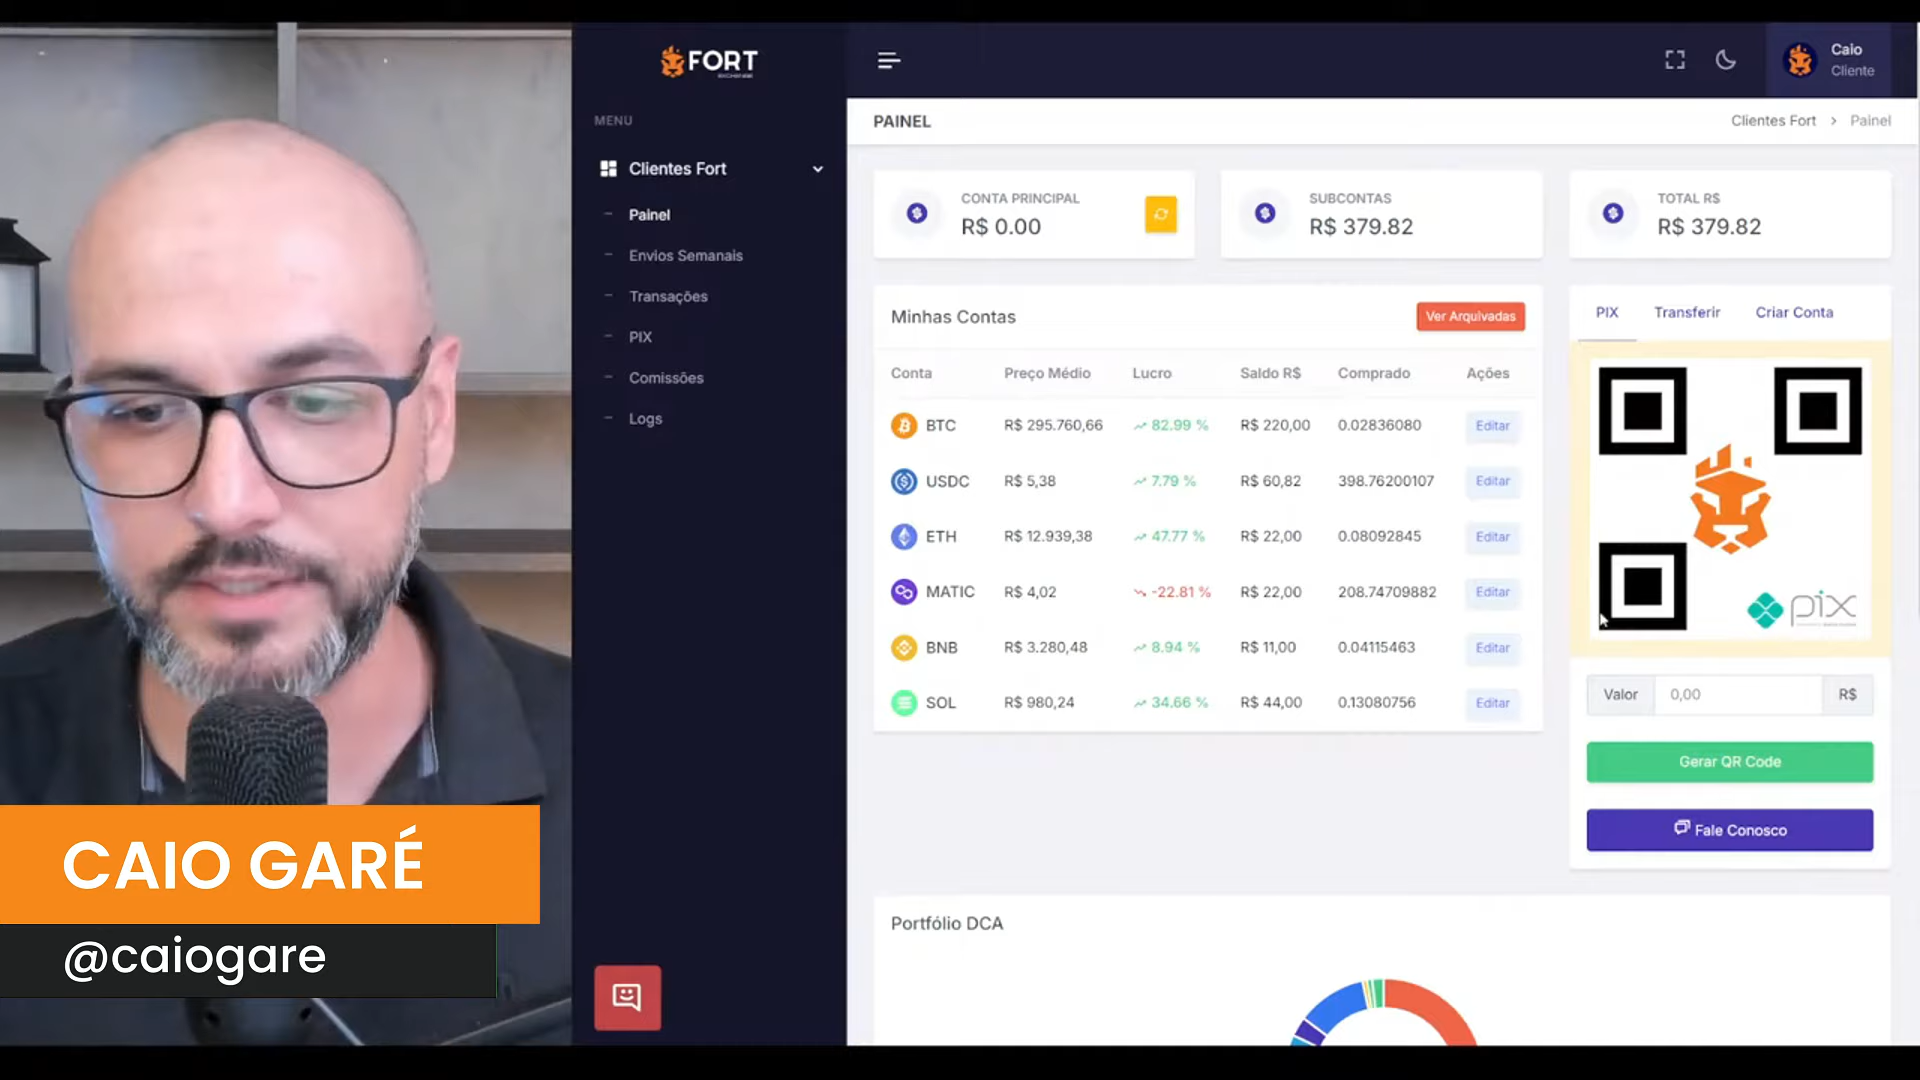 FORT
MENU
Clientes Fort
Painel
Envios Semanais
Transações
PIX
Comissões
Logs
Caio
Cliente
PAINEL
Clientes Fort > Painel
CONTA PRINCIPAL
R$ 0.00
SUBCONTAS
R$ 379.82
TOTAL R$
R$ 379.82
Minhas Contas
Ver Arquivadas
Conta Preço Médio Lucro Saldo R$ Comprado Ações
BTC R$ 295.760,66 82.99 % R$ 220,00 0.02836080 Editar
USDC R$ 5,38 7.79 % R$ 60,82 398.76200107 Editar
ETH R$ 12.939,38 47.77 % R$ 22,00 0.08092845 Editar
MATIC R$ 4,02 -22.81 % R$ 22,00 208.74709882 Editar
BNB R$ 3.280,48 8.94 % R$ 11,00 0.04115463 Editar
SOL R$ 980,24 34.66 % R$ 44,00 0.13080756 Editar
PIX Transferir Criar Conta
pix
Valor 0,00 R$
Gerar QR Code
Fale Conosco
Portfólio DCA
CAIO GARÉ
@caiogare